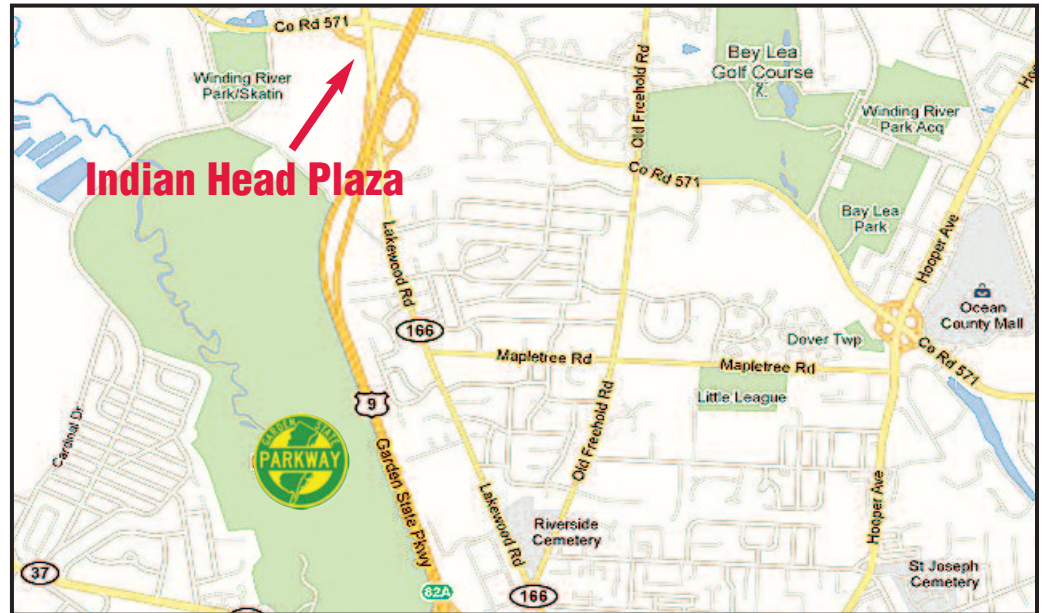 Co Rd 571
Winding River
Park/Skatin
Indian Head Plaza
Old Freehold Rd
Bey Lea
Golf Course
Winding River
Park Acq
Co Rd 571
Bay Lea
Park
Hooper Ave
Ocean
County Mall
Lakewood Rd
166
Dover Twp
Co Rd 571
Mapletree Rd
Mapletree Rd
Little League
9
Cardinal Dr
GARDEN STATE
PARKWAY
Garden State Pkwy
Old Freehold Rd
Lakewood Rd
Hooper Ave
Riverside
Cemetery
St Joseph
Cemetery
37
82A
166